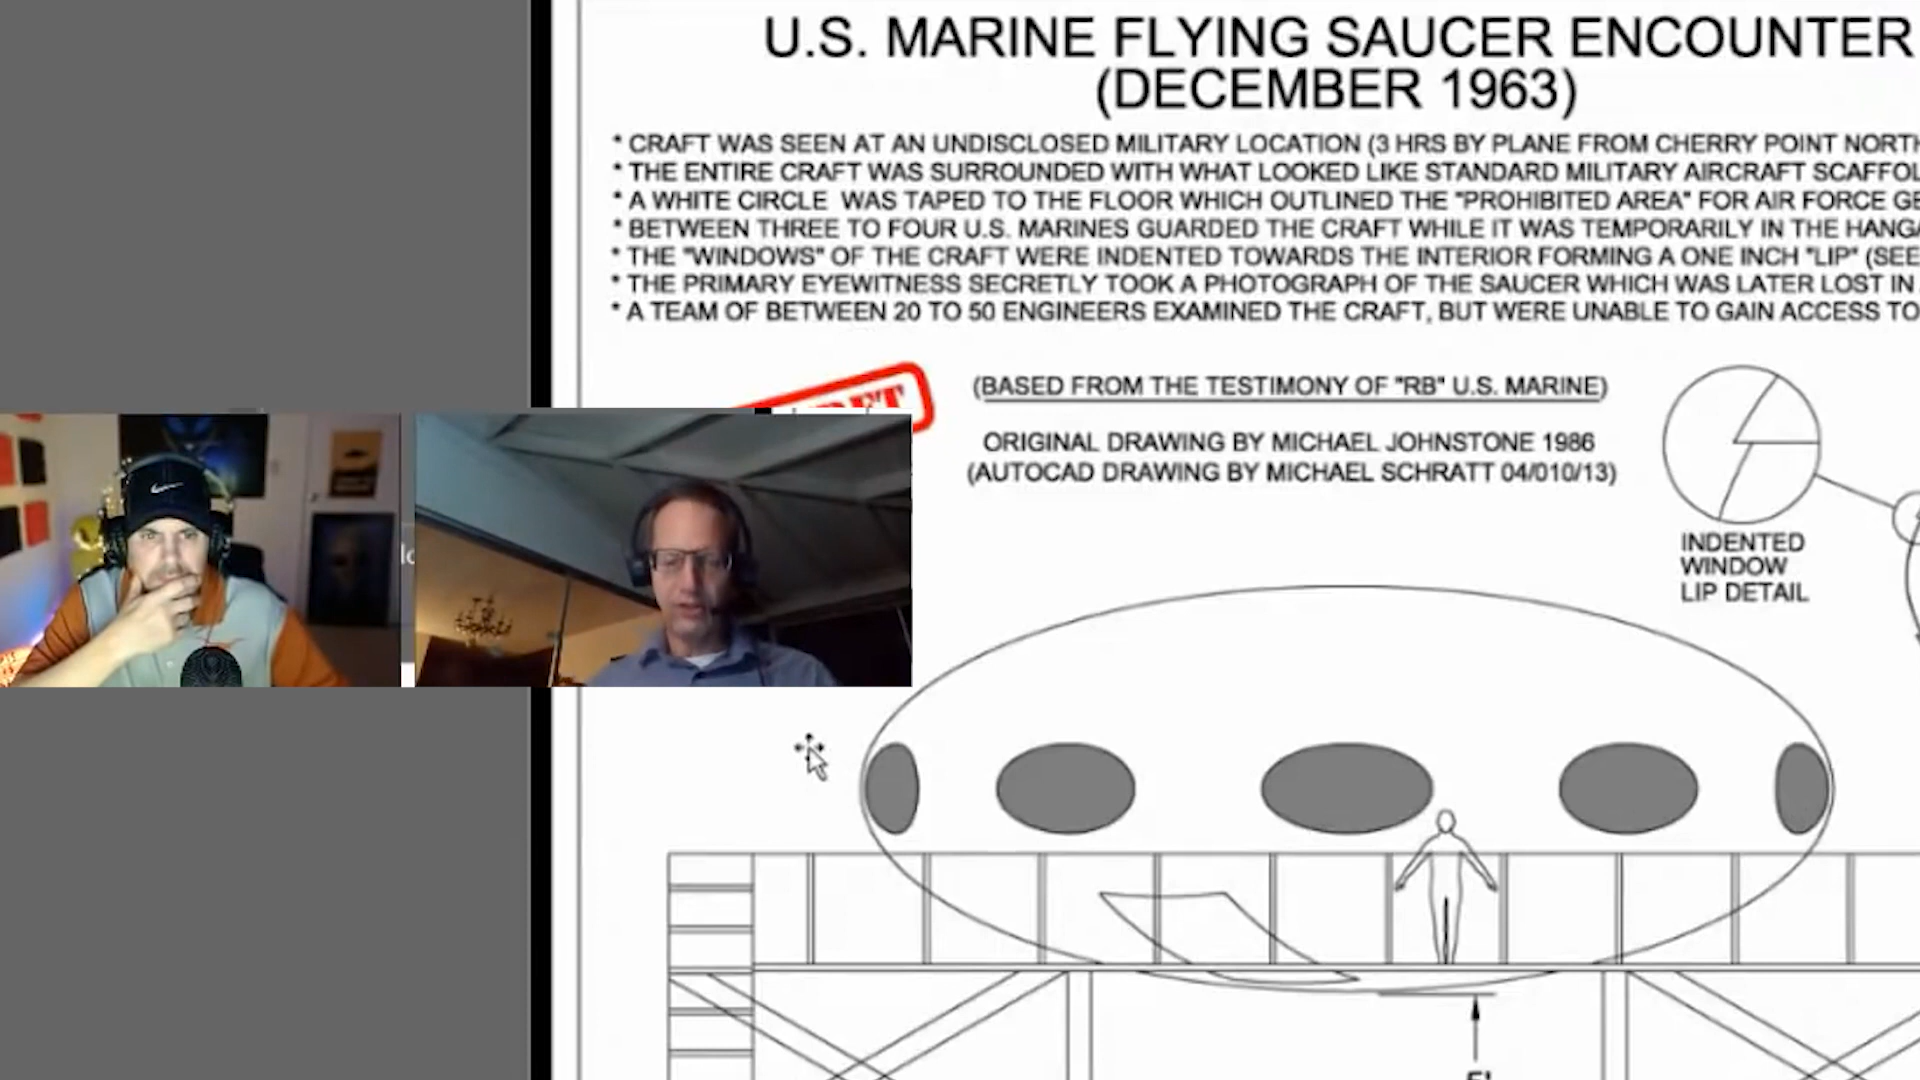 U.S. MARINE FLYING SAUCER ENCOUNTER
(DECEMBER 1963)
* CRAFT WAS SEEN AT AN UNDISCLOSED MILITARY LOCATION (3 HRS BY PLANE FROM CHERRY POINT NORTH
* THE ENTIRE CRAFT WAS SURROUNDED WITH WHAT LOOKED LIKE STANDARD MILITARY AIRCRAFT SCAFFOL
* A WHITE CIRCLE WAS TAPED TO THE FLOOR WHICH OUTLINED THE "PROHIBITED AREA" FOR AIR FORCE GE
* BETWEEN THREE TO FOUR U.S. MARINES GUARDED THE CRAFT WHILE IT WAS TEMPORARILY IN THE HANGA
* THE "WINDOWS" OF THE CRAFT WERE INDENTED TOWARDS THE INTERIOR FORMING A ONE INCH "LIP" (SEE
* THE PRIMARY EYEWITNESS SECRETLY TOOK A PHOTOGRAPH OF THE SAUCER WHICH WAS LATER LOST IN
* A TEAM OF BETWEEN 20 TO 50 ENGINEERS EXAMINED THE CRAFT, BUT WERE UNABLE TO GAIN ACCESS TO
(BASED FROM THE TESTIMONY OF "RB" U.S. MARINE)
ORIGINAL DRAWING BY MICHAEL JOHNSTONE 1986
(AUTOCAD DRAWING BY MICHAEL SCHRATT 04/010/13)
INDENTED
WINDOW
LIP DETAIL